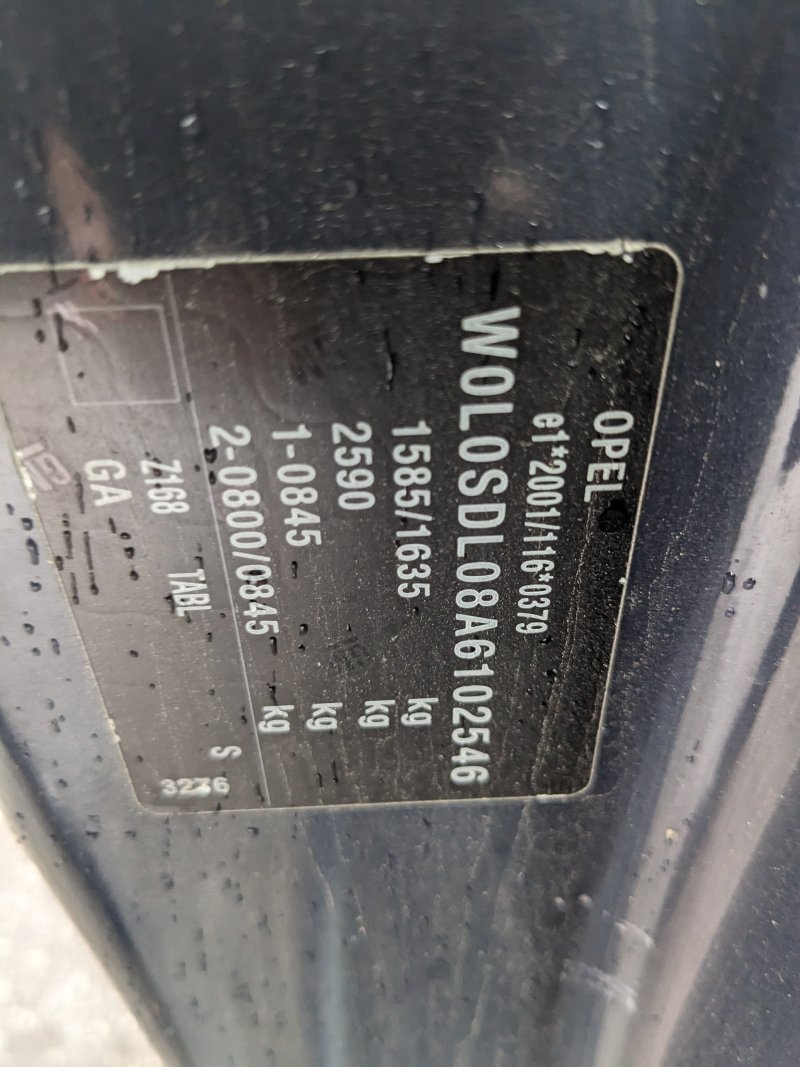 OPEL
e1*2001/116*0379
W0L0SDL08A6102546
1585/1635 kg
2590 kg
1-0845 kg
2-0800/0845 kg
Z168 TABL S
GA 3276